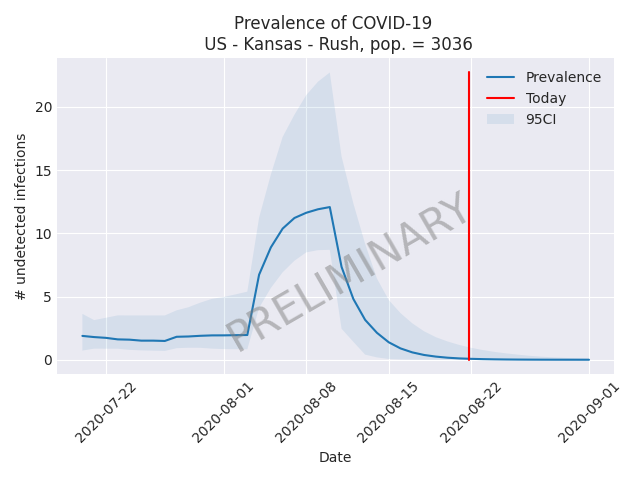 Prevalence of COVID-19
US - Kansas - Rush, pop. = 3036
# undetected infections
20
15
10
5
0
Prevalence
Today
95CI
PRELIMINARY
2020-07-22
2020-08-01
2020-08-08
2020-08-15
2020-08-22
2020-09-01
Date